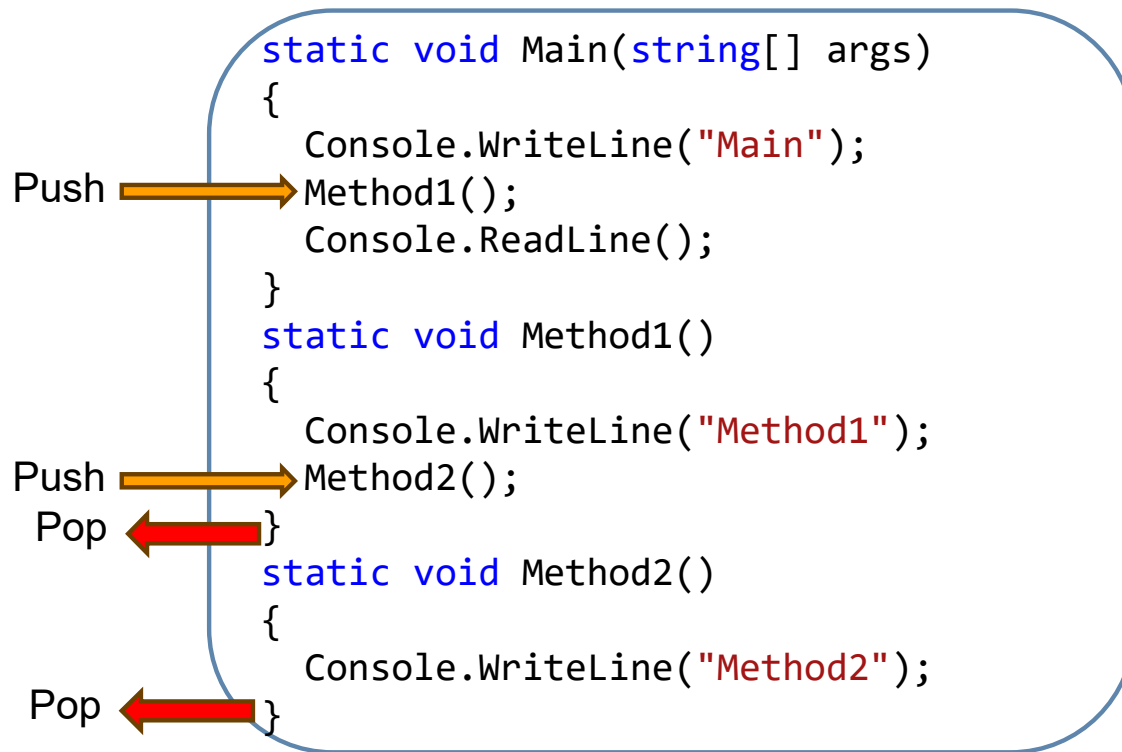 static void Main(string[] args)
{
Console.WriteLine("Main");
Push Method1();
Console.ReadLine();
}
static void Method1()
{
Console.WriteLine("Method1");
Push Method2();
Pop }
static void Method2()
{
Console.WriteLine("Method2");
Pop }